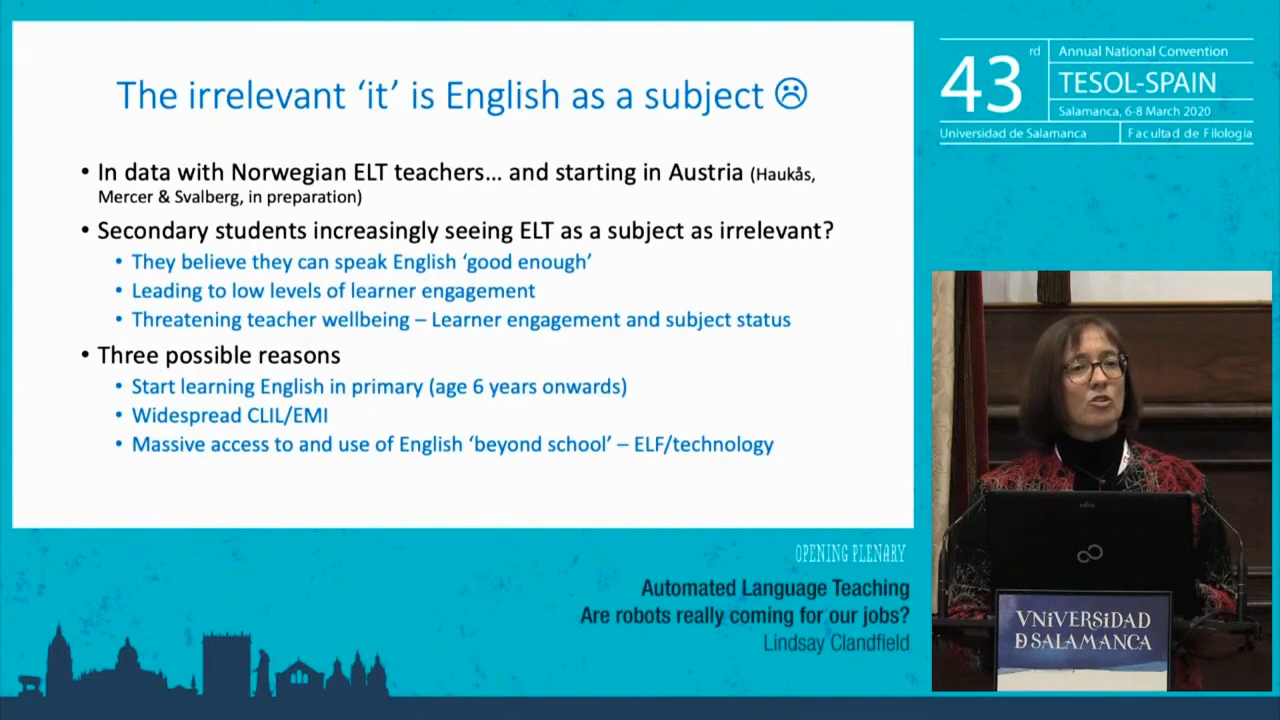 The irrelevant ‘it’ is English as a subject ☹
• In data with Norwegian ELT teachers… and starting in Austria (Haukås,
Mercer & Svalberg, in preparation)
• Secondary students increasingly seeing ELT as a subject as irrelevant?
• They believe they can speak English ‘good enough’
• Leading to low levels of learner engagement
• Threatening teacher wellbeing – Learner engagement and subject status
• Three possible reasons
• Start learning English in primary (age 6 years onwards)
• Widespread CLIL/EMI
• Massive access to and use of English ‘beyond school’ – ELF/technology
43rd
Annual National Convention
TESOL-SPAIN
Salamanca, 6-8 March 2020
Universidad de Salamanca
Facultad de Filología
OPENING PLENARY
Automated Language Teaching
Are robots really coming for our jobs?
Lindsay Clandfield
FUJITSU
VNIVERSIDAD
D SALAMANCA